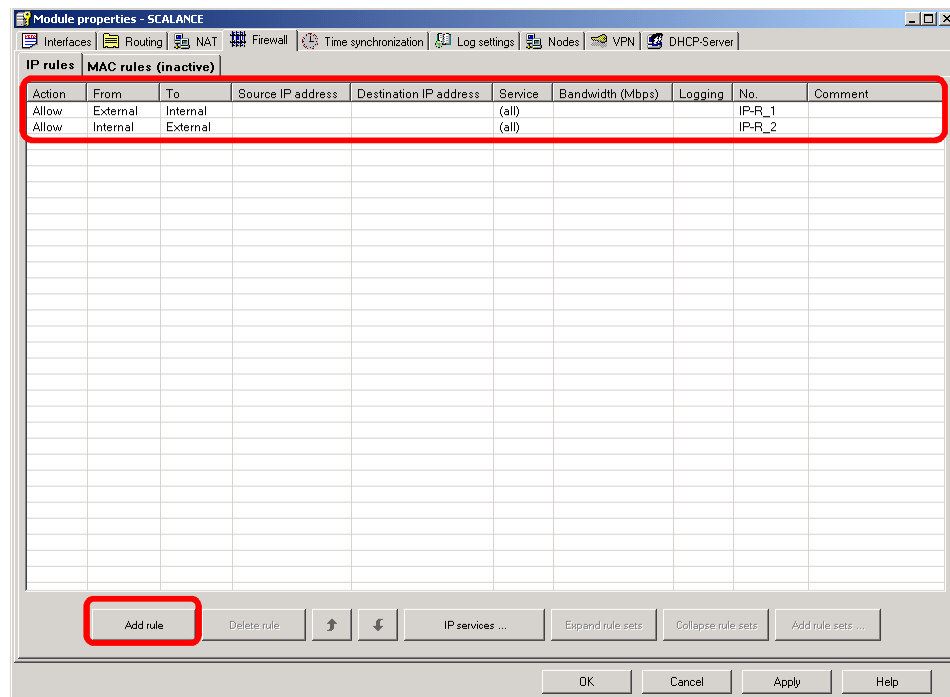 Module properties - SCALANCE
Interfaces Routing NAT Firewall Time synchronization Log settings Nodes VPN DHCP-Server
IP rules MAC rules (inactive)
Action From To Source IP address Destination IP address Service Bandwidth (Mbps) Logging No. Comment
Allow External Internal (all) IP-R_1
Allow Internal External (all) IP-R_2
Add rule Delete rule IP services ... Expand rule sets Collapse rule sets Add rule sets ...
OK Cancel Apply Help